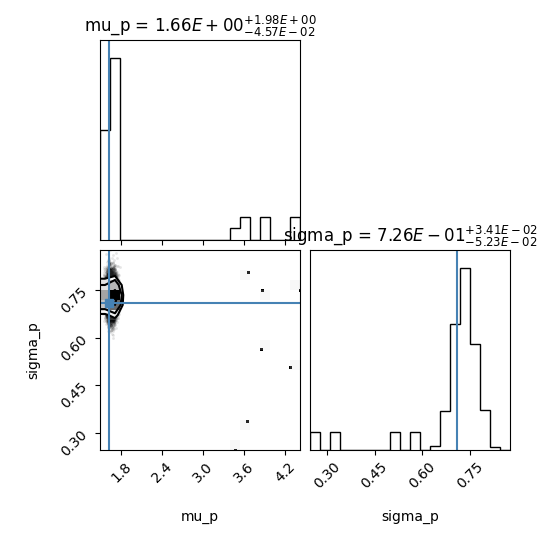 mu_p = 1.66E + 00+1.98E + 00 −4.57E − 02
sigma_p = 7.26E − 01+3.41E − 02 −5.23E − 02
0.75
0.60
0.45
0.30
sigma_p
1.8 2.4 3.0 3.6 4.2
mu_p
0.30 0.45 0.60 0.75
sigma_p